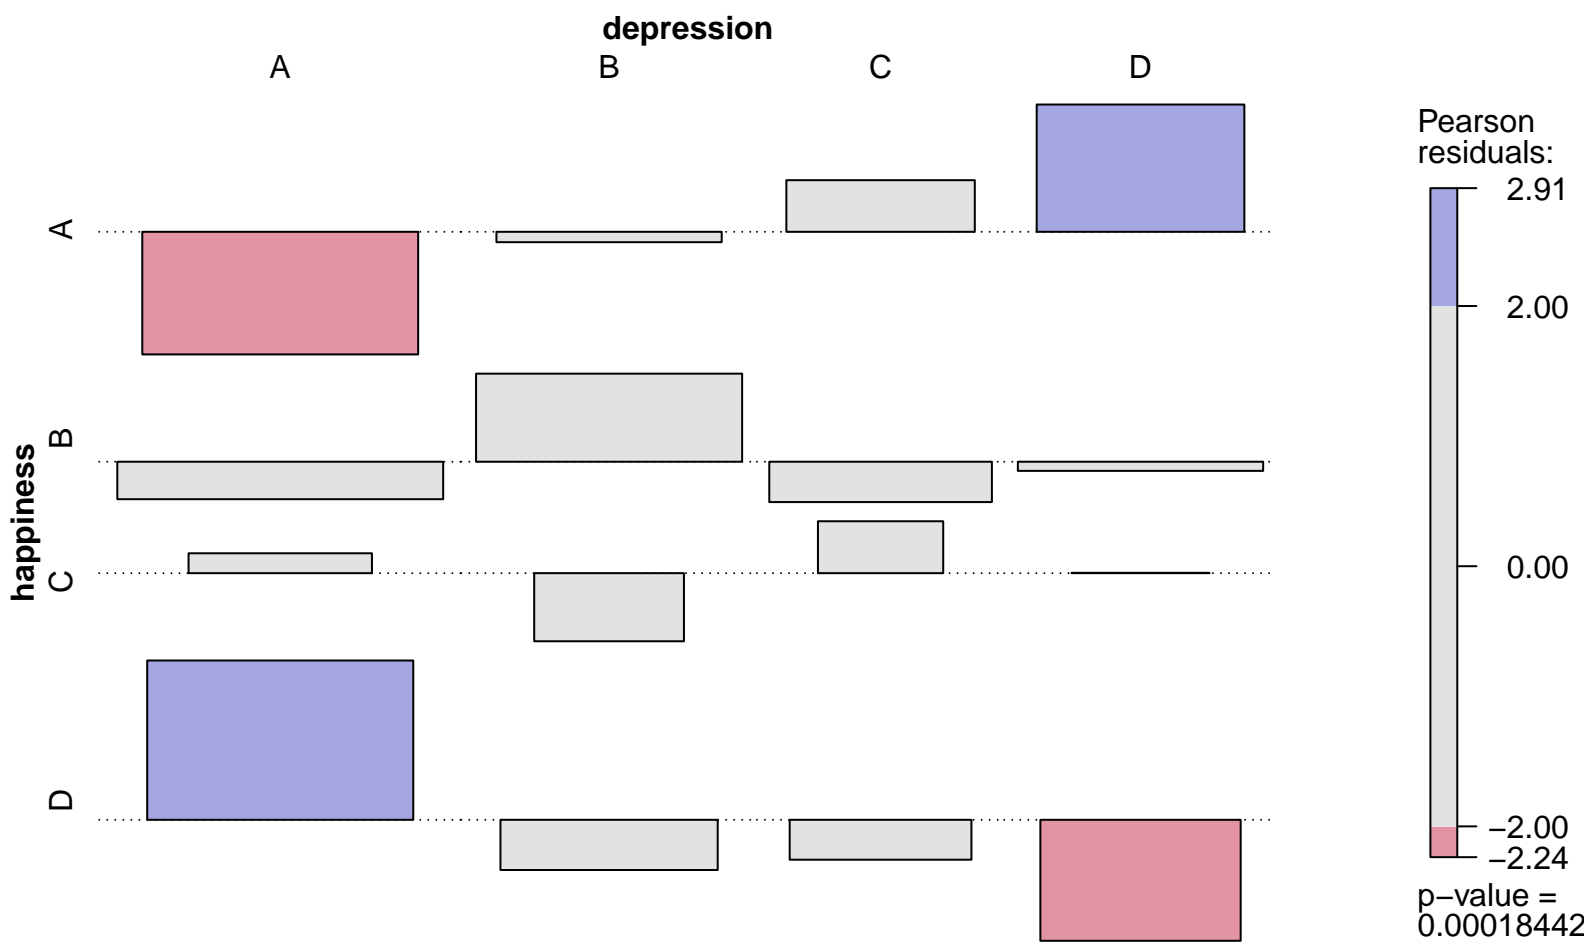 depression
A B C D
happiness
A
B
C
D
Pearson
residuals:
2.91
2.00
0.00
−2.00
−2.24
p−value =
0.00018442